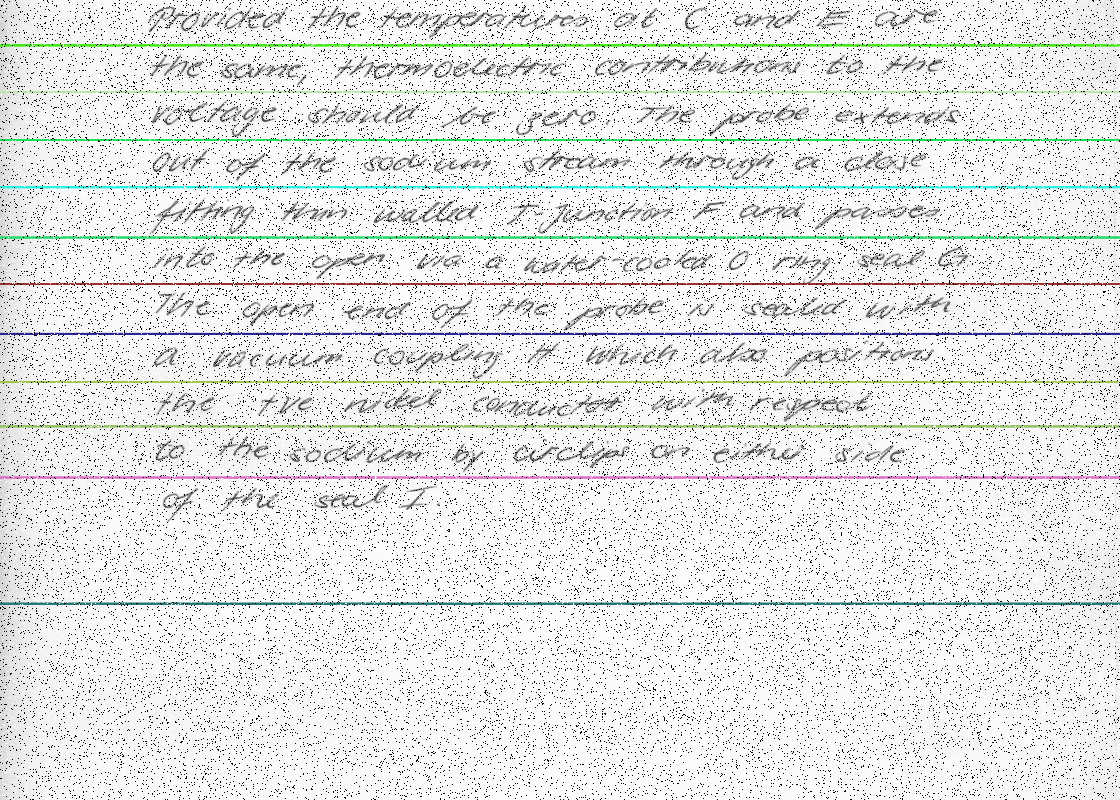 Provided the temperatures at C and E are
the same, thermoelectric contributions to the
voltage should be zero The probe extends
out of the sodium stream through a close
fitting thin walled T-junction F and passes
into the open via a water-cooled O ring seal G.
The open end of the probe is sealed with
a vacuum coupling H which also positions
the +ve nickel conductor with respect
to the sodium by circlips on either side
of the seal I